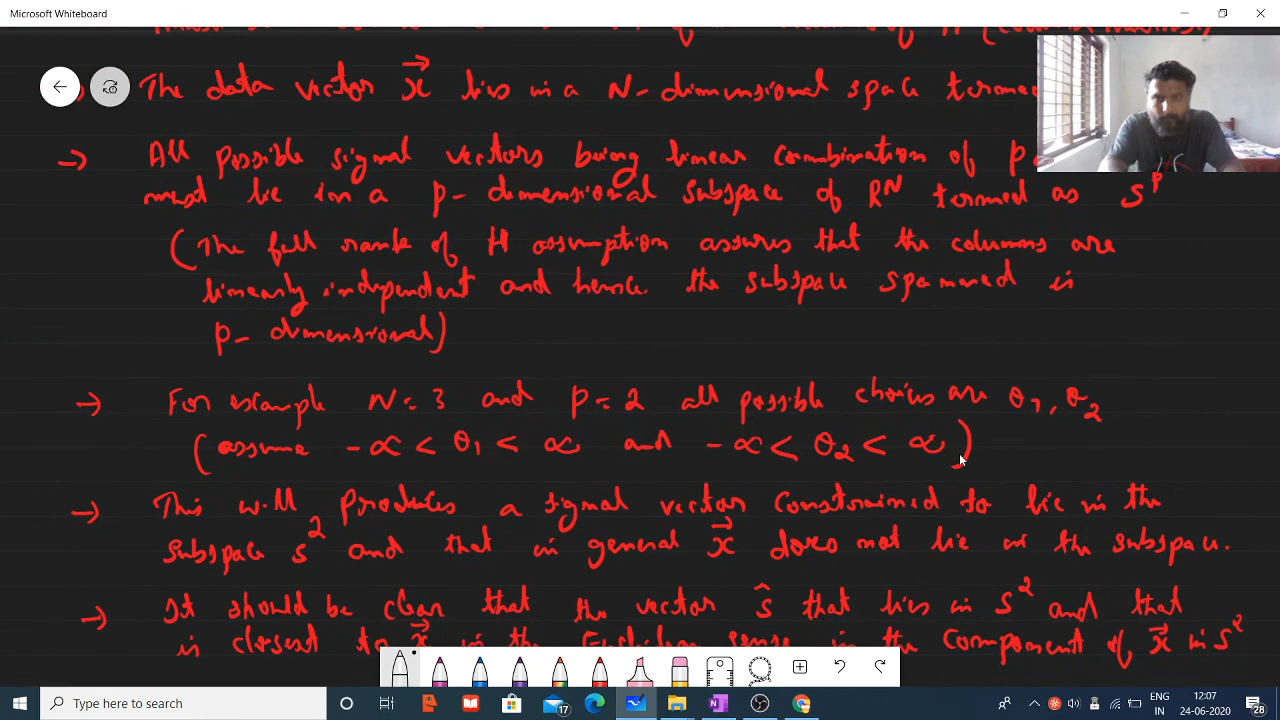 Microsoft Whiteboard
→ The data vector x⃗ lies in a N-dimensional space termed
→ All possible signal vectors being linear combination of P
must lie in a p-dimensional subspace of R^N termed as S^P
(The full rank of H assumption assures that the columns are
linearly independent and hence the subspace spanned is
p-dimensional)
→ For example N=3 and P=2 all possible choices are θ1, θ2
(assume -∞ < θ1 < ∞ and -∞ < θ2 < ∞)
→ This will produces a signal vector constrained to lie in the
subspace S^2 and that in general x⃗ does not lie in the subspace.
→ It should be clear that the vector ŝ that lies in S^2 and that
is closest to x⃗ in the Euclidean sense in the component of x⃗ in S^2
Type here to search
17
ENG
IN
12:07
24-06-2020
28